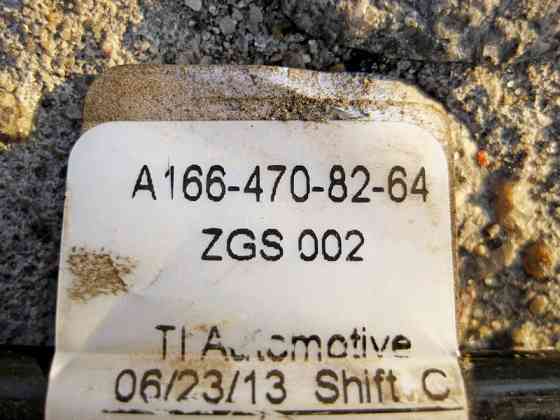 A166-470-82-64
ZGS 002
TI Automotive
06/23/13 Shift C